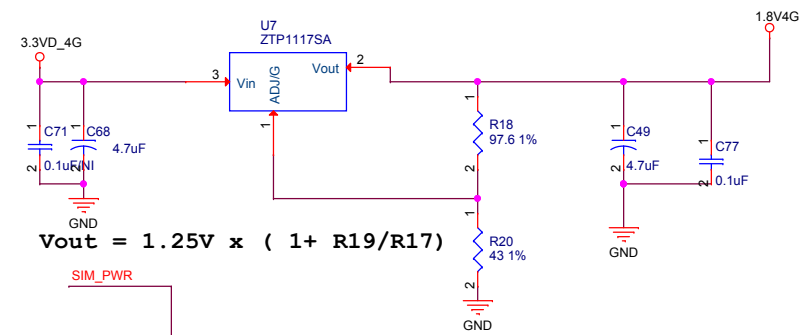 1.8V4G
U7
ZTP1117SA
3.3VD_4G
3
Vin
ADJ/G
Vout
2
1
1
C71
2
0.1uF/NI
1
C68
2
4.7uF
GND
1
R18
97.6 1%
2
1
R20
43 1%
2
GND
1
C49
2
4.7uF
GND
1
C77
2
0.1uF
Vout = 1.25V x ( 1+ R19/R17)
SIM_PWR